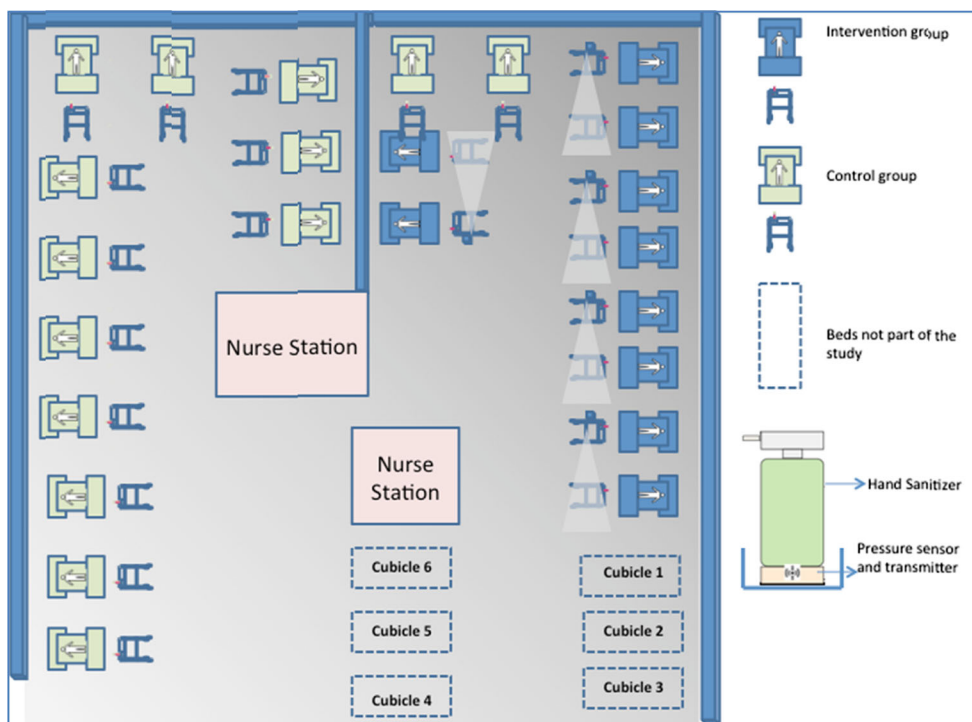 Intervention group
Control group
Beds not part of the
study
Hand Sanitizer
Pressure sensor
and transmitter
Nurse Station
Nurse
Station
Cubicle 6
Cubicle 1
Cubicle 5
Cubicle 2
Cubicle 4
Cubicle 3